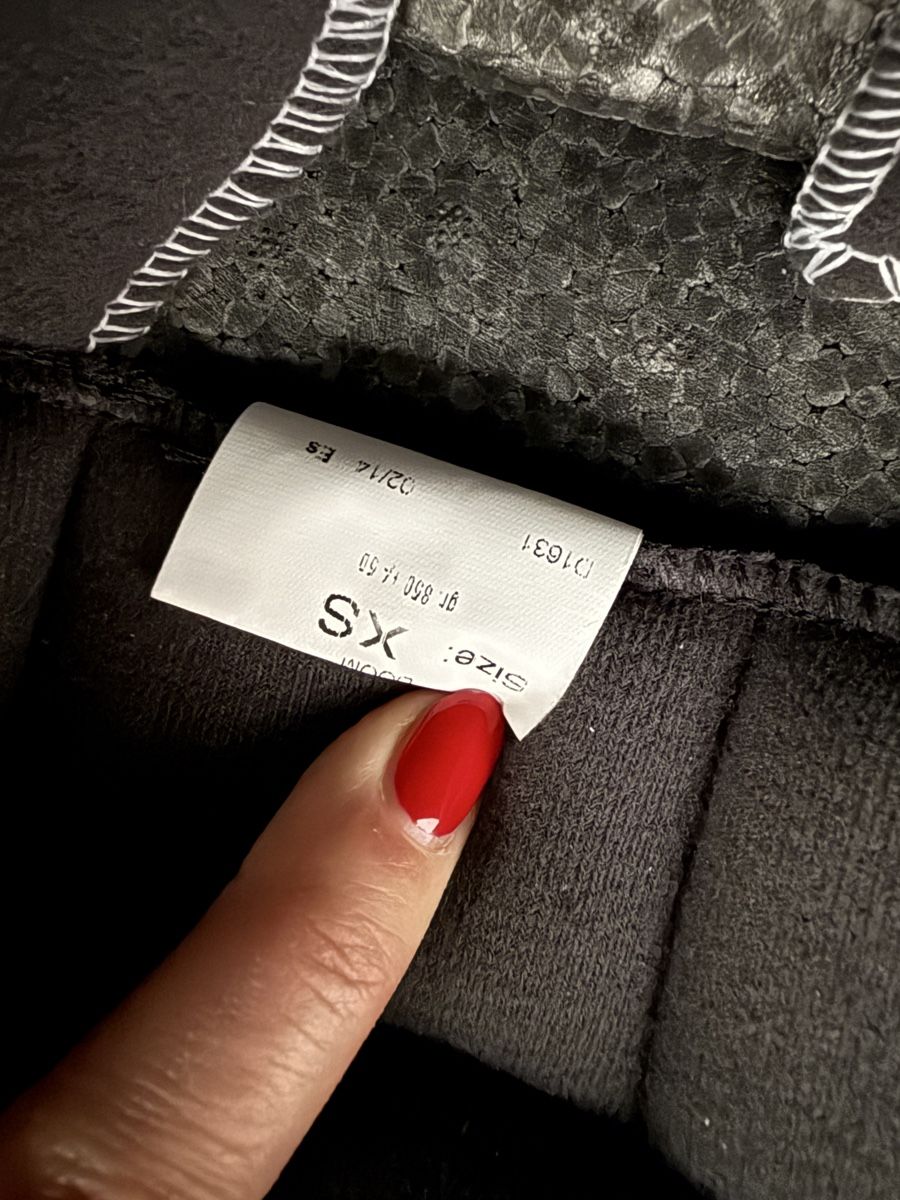 Size:
XS
gr. 850 +/- 50
D1631
02/14 Es